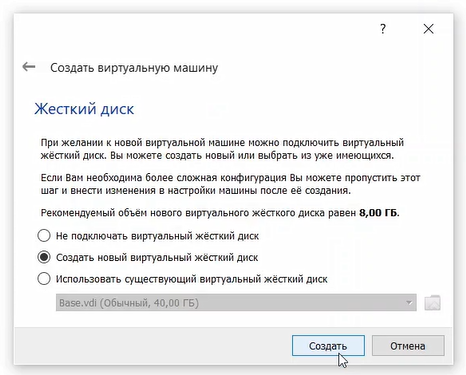 ?
Создать виртуальную машину
Жесткий диск
При желании к новой виртуальной машине можно подключить виртуальный
жёсткий диск. Вы можете создать новый или выбрать из уже имеющихся.
Если Вам необходима более сложная конфигурация Вы можете пропустить этот
шаг и внести изменения в настройки машины после её создания.
Рекомендуемый объём нового виртуального жёсткого диска равен 8,00 ГБ.
Не подключать виртуальный жёсткий диск
Создать новый виртуальный жёсткий диск
Использовать существующий виртуальный жёсткий диск
Base.vdi (Обычный, 40,00 ГБ)
Создать
Отмена